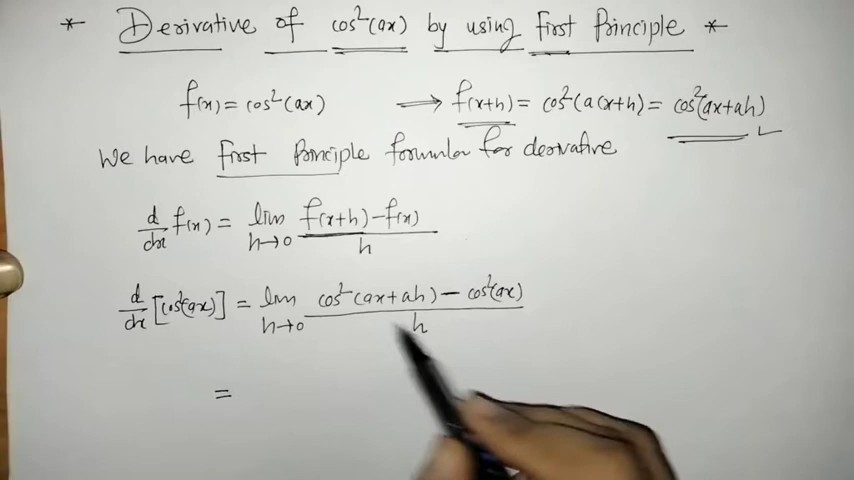 * Derivative of cos²(ax) by using First Principle *
f(x) = cos²(ax) ⟶ f(x+h) = cos²(a(x+h) = cos²(ax+ah)
We have First Principle formula for derivative
d/dx f(x) = lim h→0 f(x+h)-f(x) / h
d/dx [cos²(ax)] = lim h→0 cos²(ax+ah) - cos²(ax) / h
=